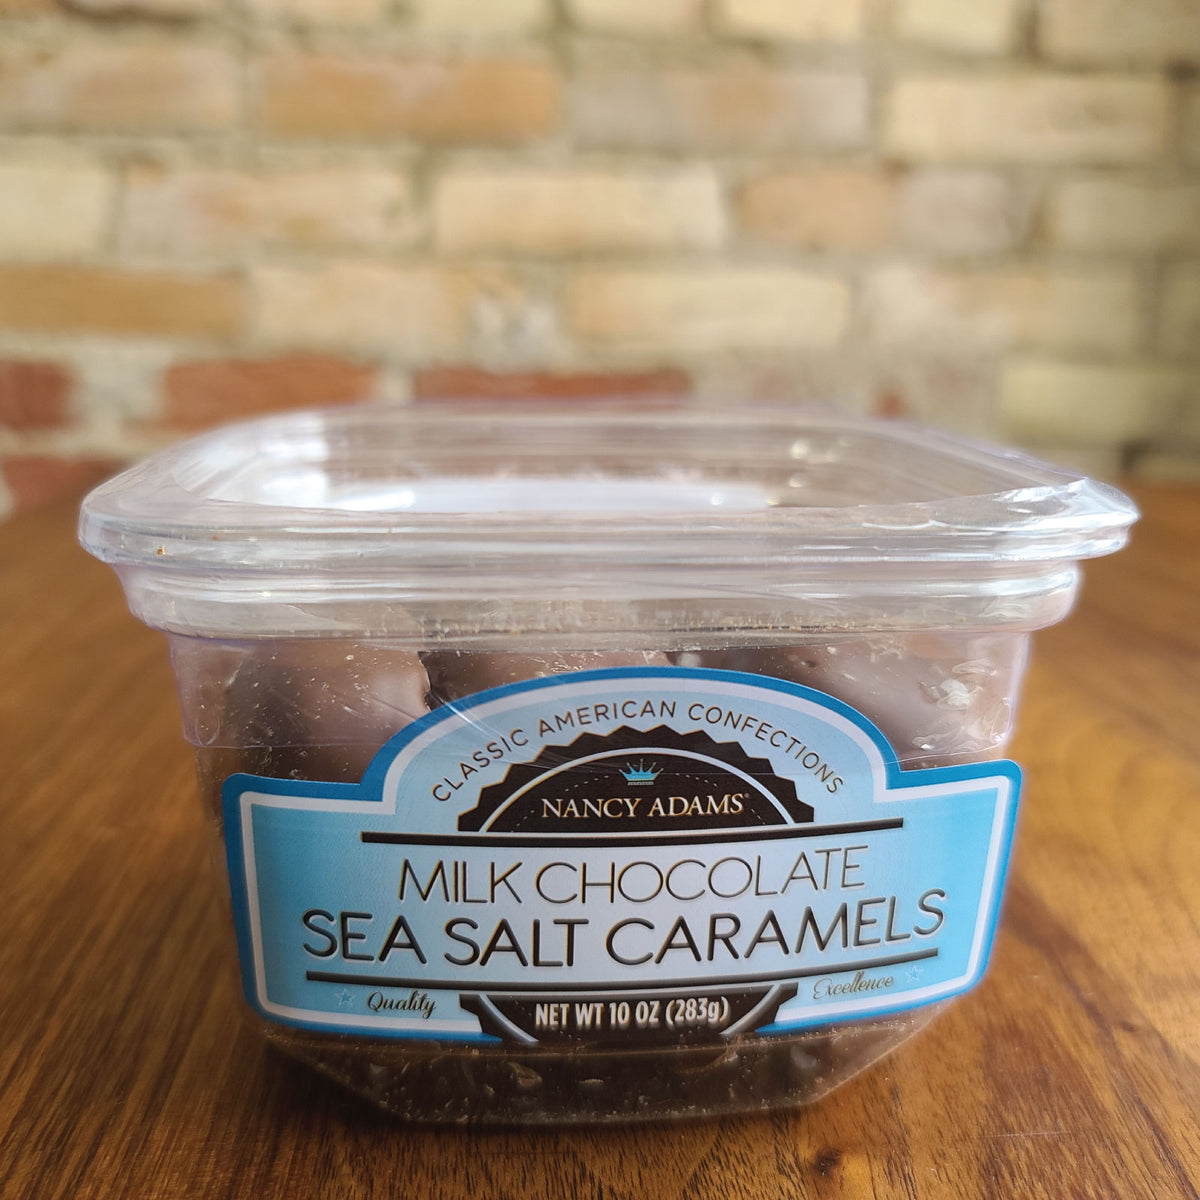 CLASSIC AMERICAN CONFECTIONS
NANCY ADAMS®
MILK CHOCOLATE
SEA SALT CARAMELS
Quality
NET WT 10 OZ (283g)
Excellence